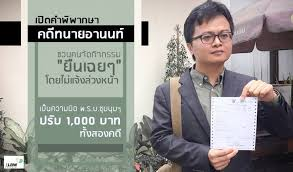 เปิดคำพิพากษา
คดีทนายอานนท์
ชวนคนจัดกิจกรรม
"ยืนเฉยๆ"
โดยไม่แจ้งล่วงหน้า
เป็นความผิด พ.ร.บ.ชุมนุมฯ
ปรับ 1,000 บาท
ทั้งสองคดี
iLaw